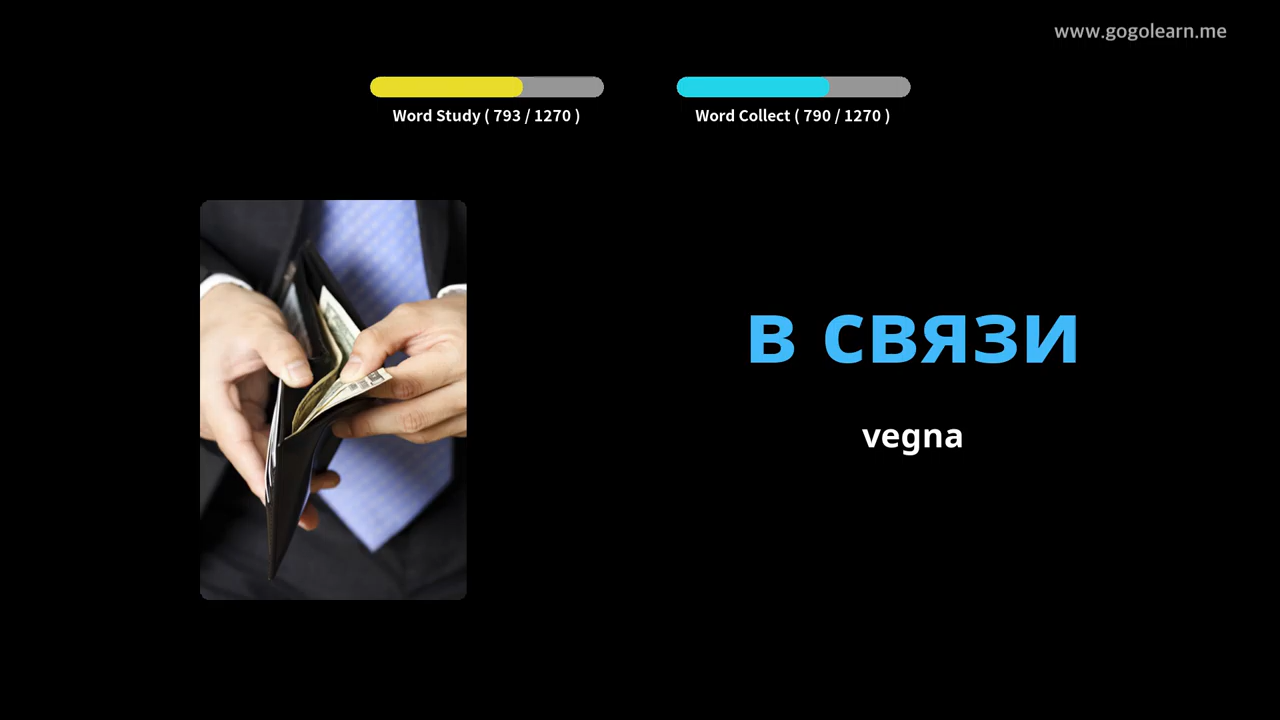 www.gogolearn.me
Word Study ( 793 / 1270 )
Word Collect ( 790 / 1270 )
в связи
vegna